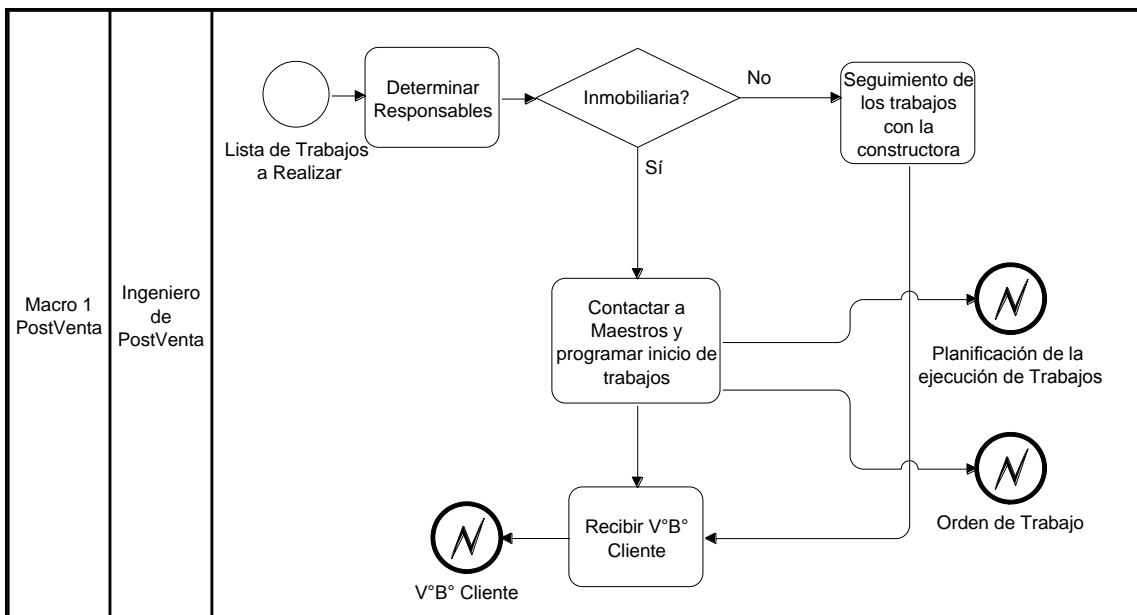 Macro 1
PostVenta
Ingeniero
de
PostVenta
Lista de Trabajos
a Realizar
Determinar
Responsables
Inmobiliaria?
No
Seguimiento de
los trabajos
con la
constructora
Sí
Contactar a
Maestros y
programar inicio de
trabajos
Planificación de la
ejecución de Trabajos
Orden de Trabajo
Recibir V°B°
Cliente
V°B° Cliente